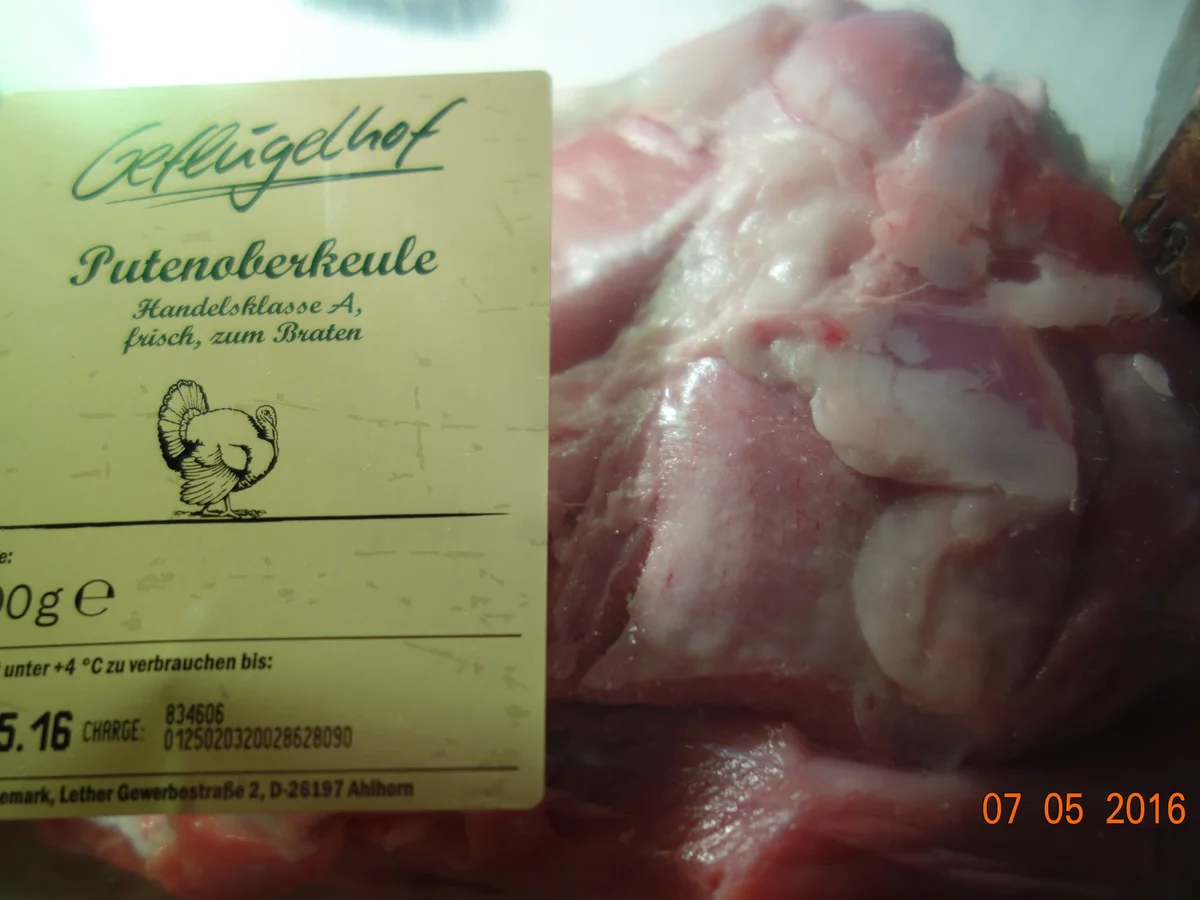 Geflügelhof
Putenoberkeule
Handelsklasse A,
frisch, zum Braten
e:
00g e
unter +4 °C zu verbrauchen bis:
5.16 CHARGE: 834606
01250203200028628090
emark, Lether Gewerbestraße 2, D-26197 Ahlhorn
07 05 2016